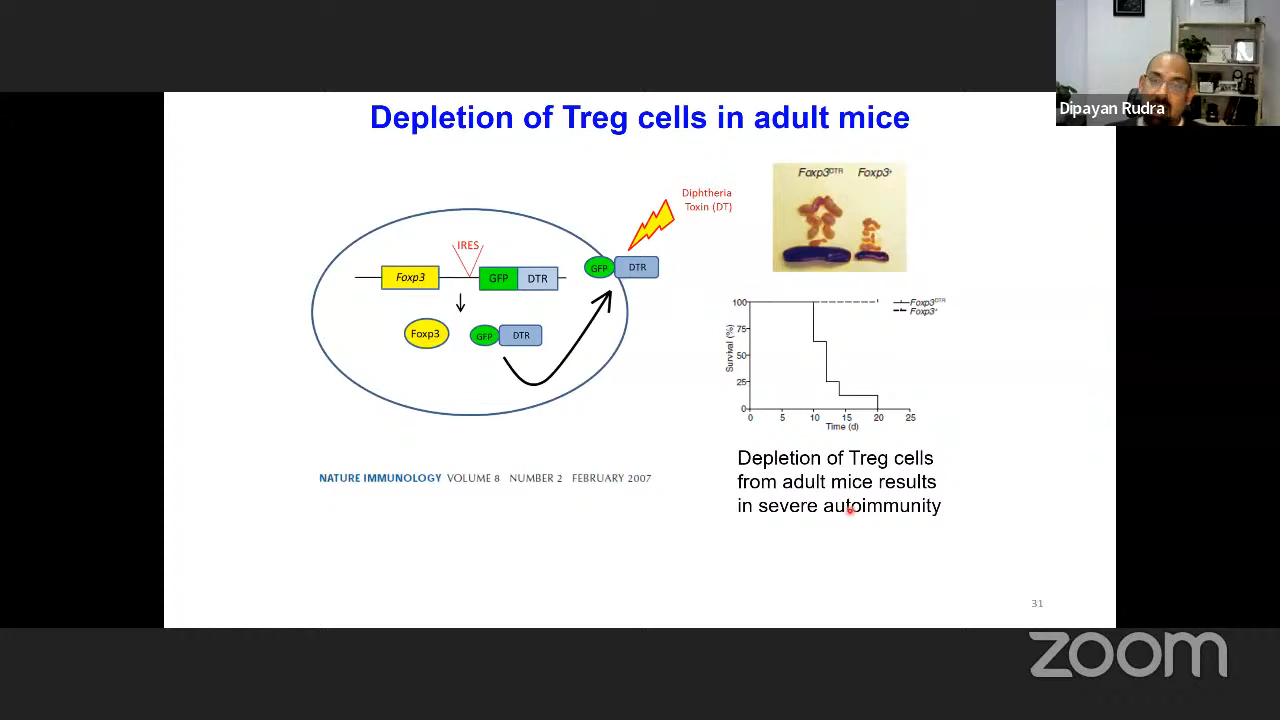 Depletion of Treg cells in adult mice
Dipayan Rudra
Diphtheria
Toxin (DT)
IRES
Foxp3
GFP
DTR
GFP
DTR
Foxp3
GFP
DTR
NATURE IMMUNOLOGY VOLUME 8 NUMBER 2 FEBRUARY 2007
Foxp3DTR Foxp3+
Foxp3DTR
Foxp3+
Survival (%)
100
75
50
25
0
0 5 10 15 20 25
Time (d)
Depletion of Treg cells
from adult mice results
in severe autoimmunity
31
zoom